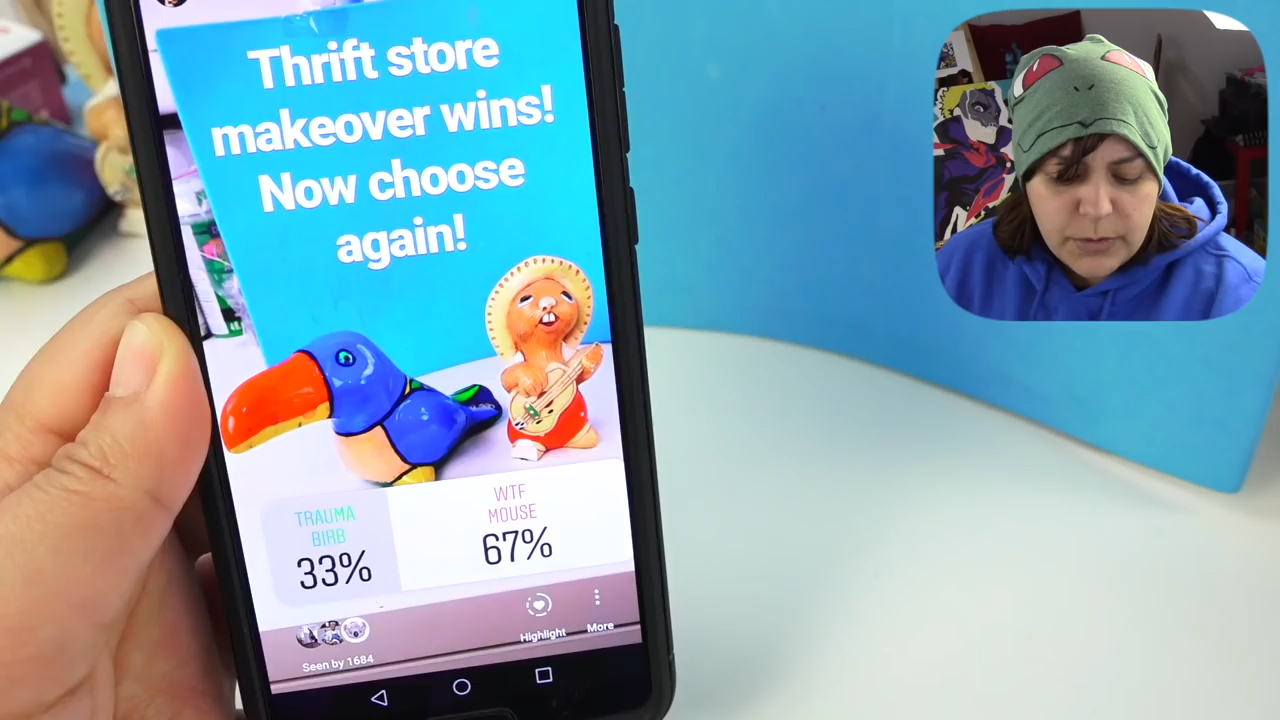 Thrift store
makeover wins!
Now choose
again!
TRAUMA
BIRB
33%
WTF
MOUSE
67%
Highlight
More
Seen by 1684